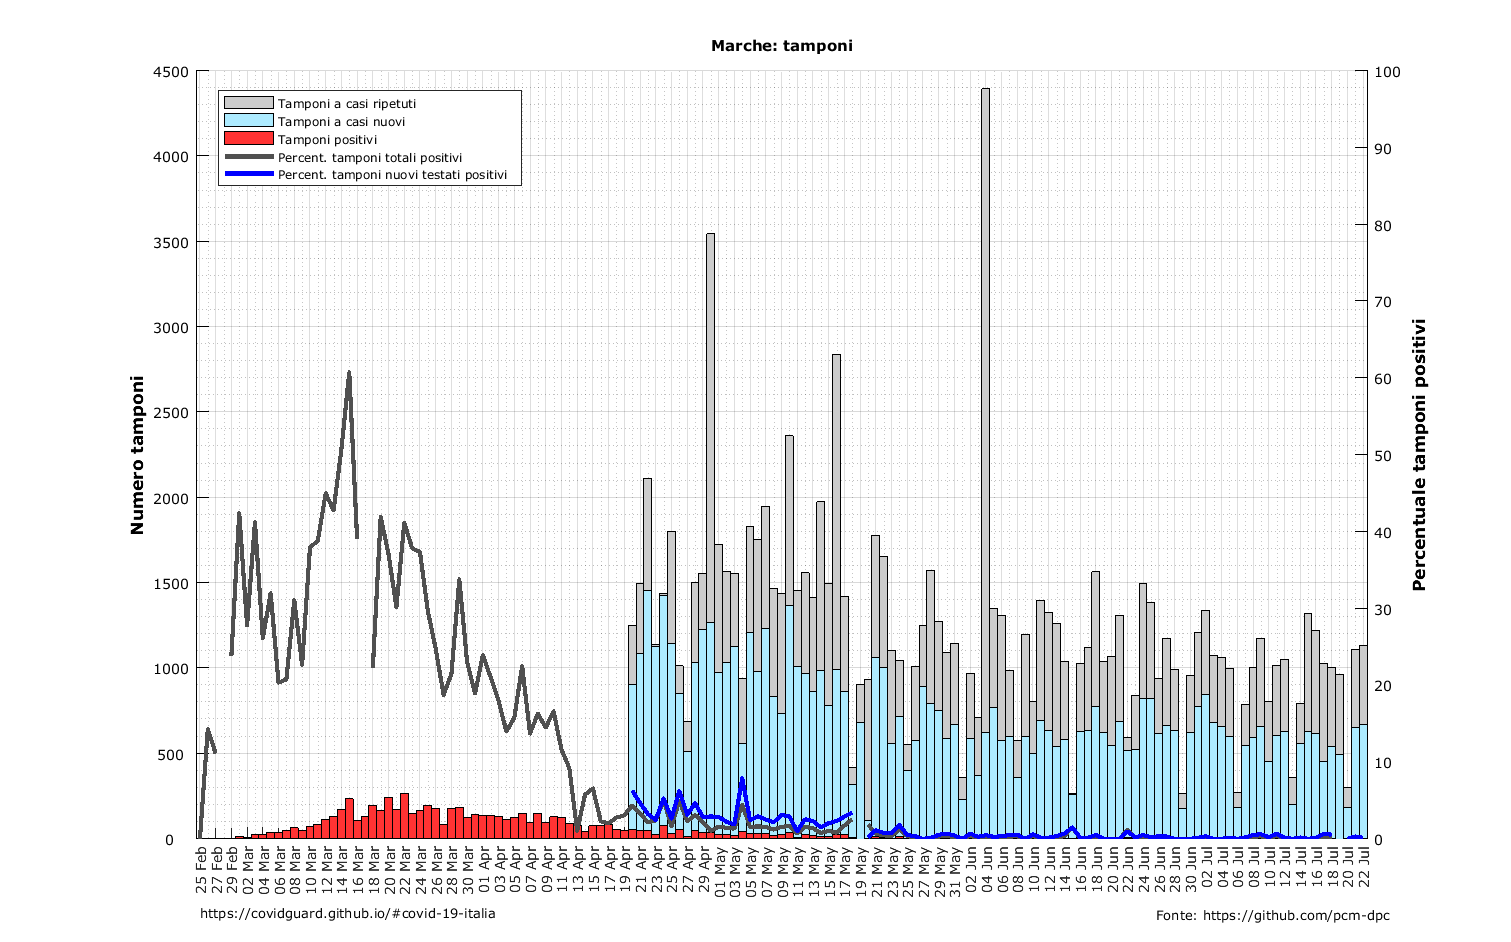 Marche: tamponi
Tamponi a casi ripetuti
Tamponi a casi nuovi
Tamponi positivi
Percent. tamponi totali positivi
Percent. tamponi nuovi testati positivi
Numero tamponi
4500
4000
3500
3000
2500
2000
1500
1000
500
0
Percentuale tamponi positivi
100
90
80
70
60
50
40
30
20
10
0
25 Feb
27 Feb
29 Feb
02 Mar
04 Mar
06 Mar
08 Mar
10 Mar
12 Mar
14 Mar
16 Mar
18 Mar
20 Mar
22 Mar
24 Mar
26 Mar
28 Mar
30 Mar
01 Apr
03 Apr
05 Apr
07 Apr
09 Apr
11 Apr
13 Apr
15 Apr
17 Apr
19 Apr
21 Apr
23 Apr
25 Apr
27 Apr
29 Apr
01 May
03 May
05 May
07 May
09 May
11 May
13 May
15 May
17 May
19 May
21 May
23 May
25 May
27 May
29 May
31 May
02 Jun
04 Jun
06 Jun
08 Jun
10 Jun
12 Jun
14 Jun
16 Jun
18 Jun
20 Jun
22 Jun
24 Jun
26 Jun
28 Jun
30 Jun
02 Jul
04 Jul
06 Jul
08 Jul
10 Jul
12 Jul
14 Jul
16 Jul
18 Jul
20 Jul
22 Jul
https://covidguard.github.io/#covid-19-italia
Fonte: https://github.com/pcm-dpc